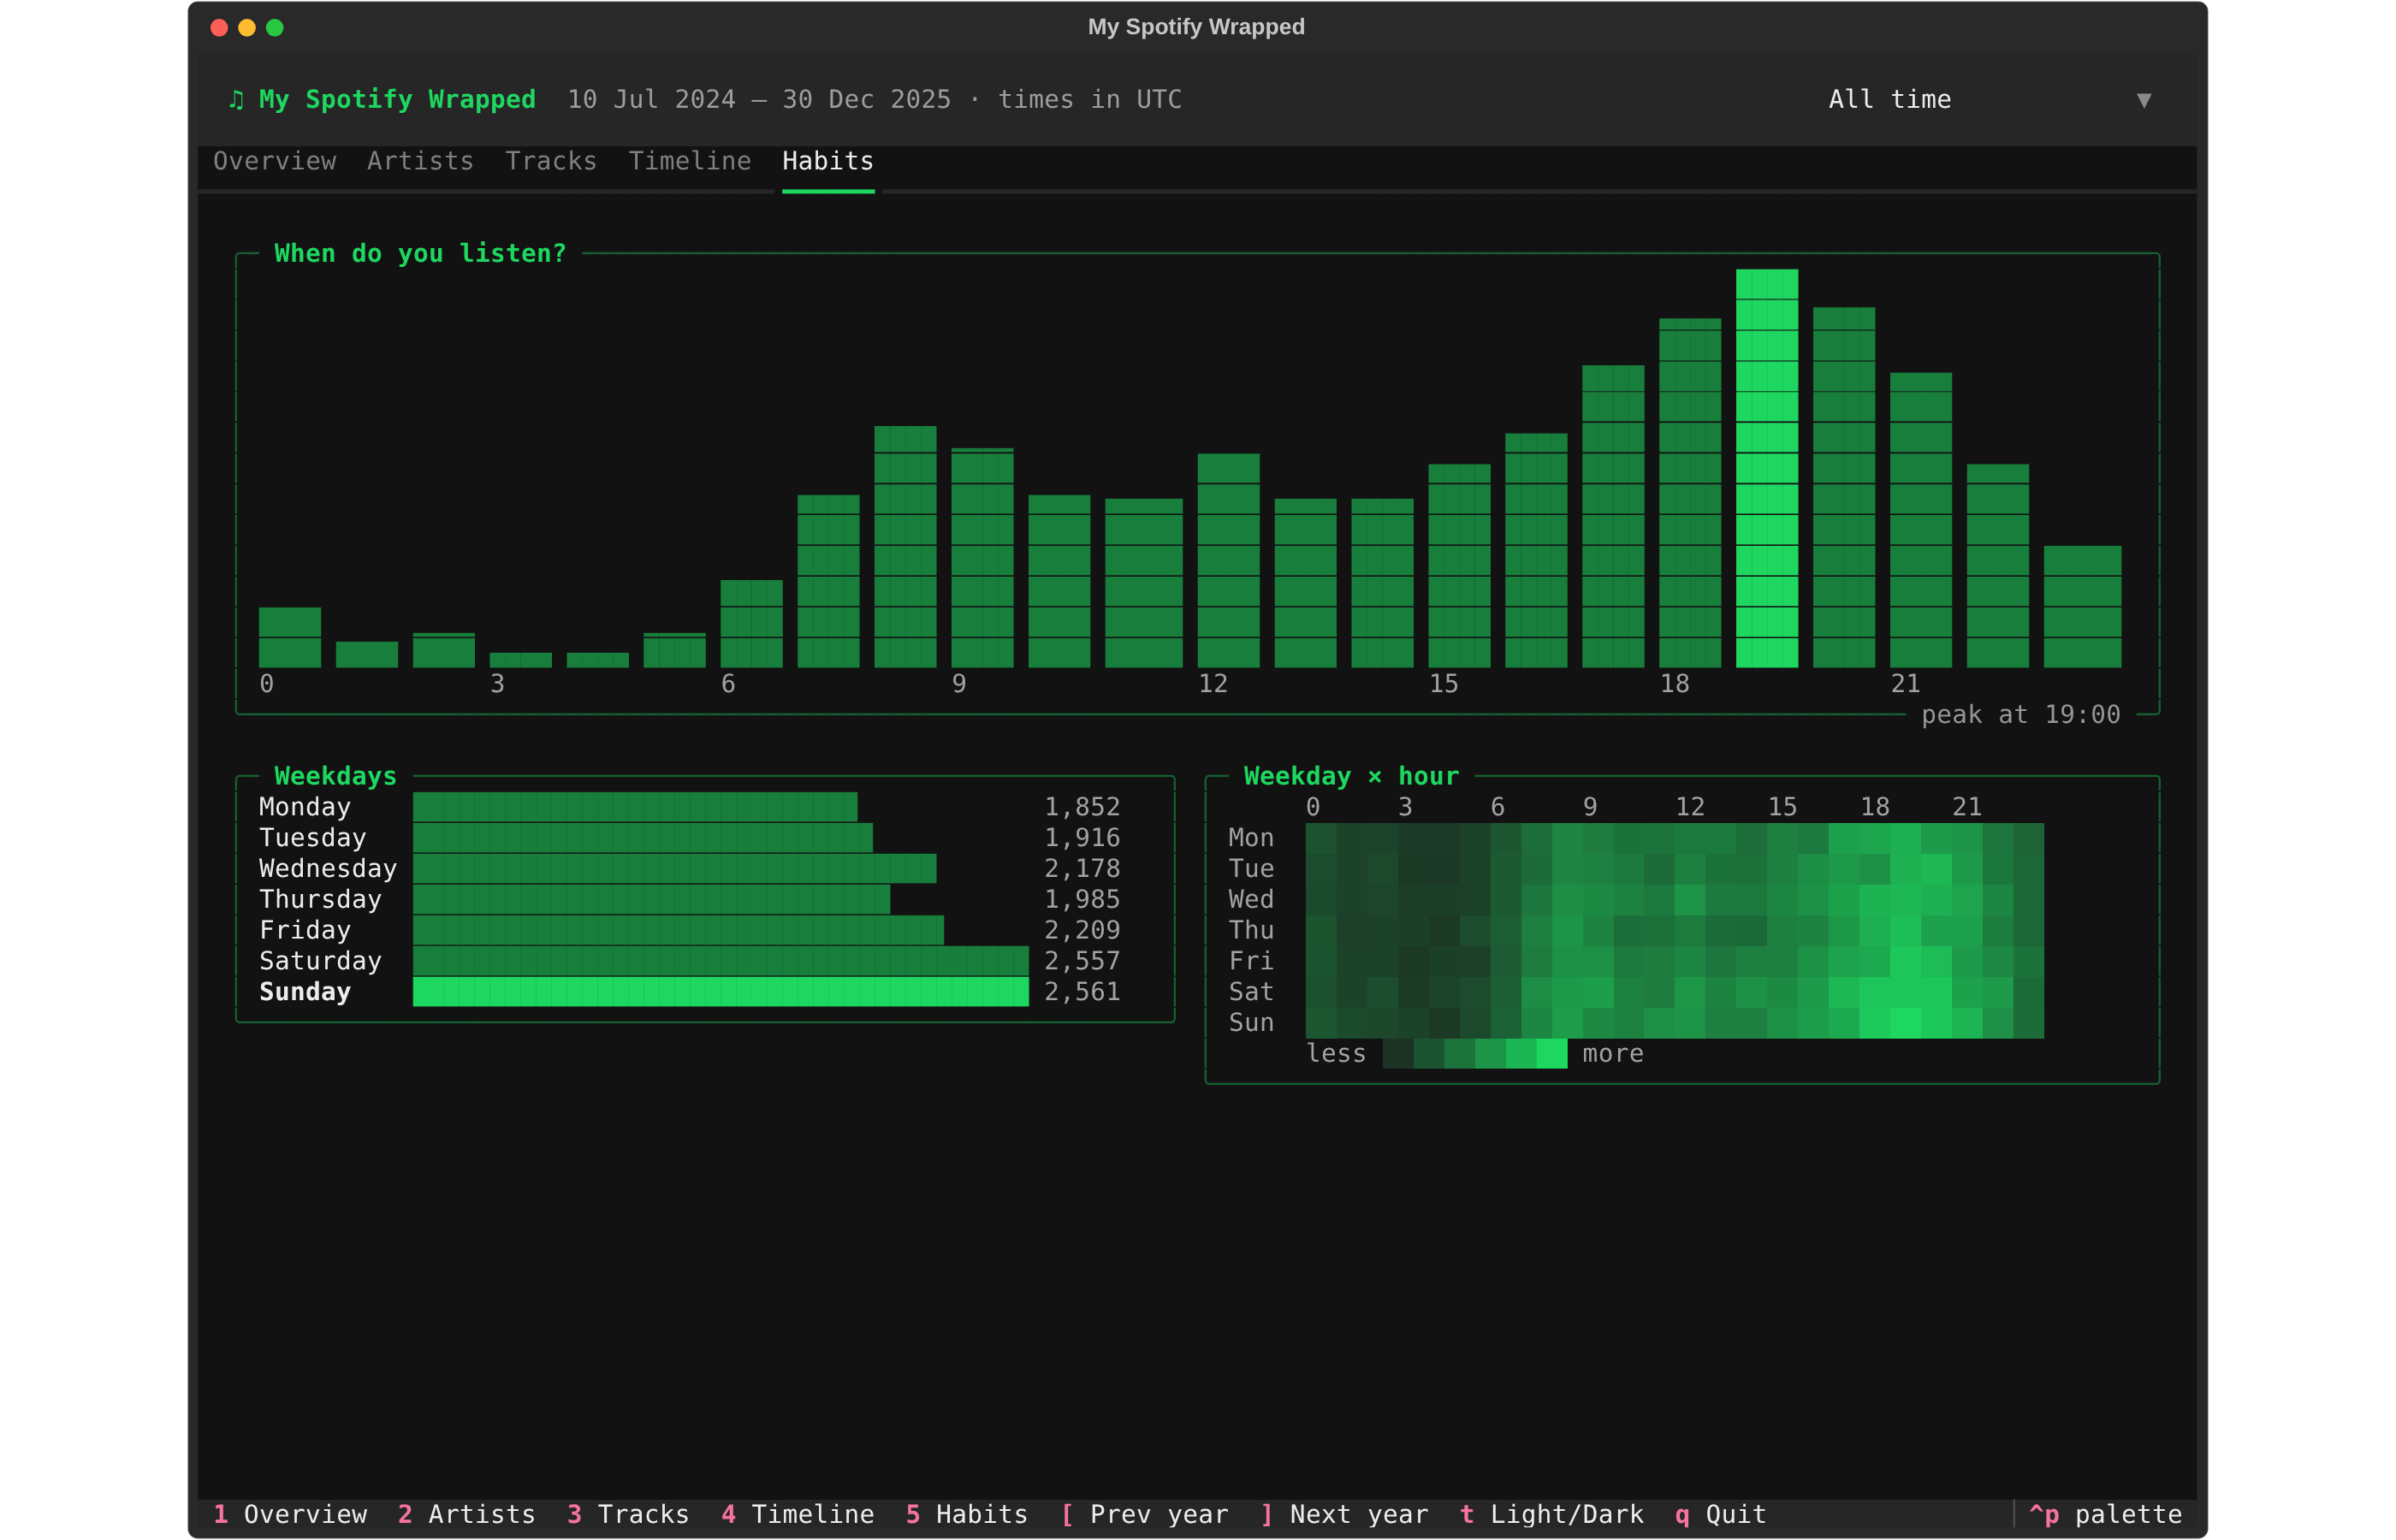 My Spotify Wrapped
♫ My Spotify Wrapped 10 Jul 2024 – 30 Dec 2025 · times in UTC All time ▼
Overview Artists Tracks Timeline Habits
When do you listen?
0 3 6 9 12 15 18 21
peak at 19:00
Weekdays
Monday 1,852
Tuesday 1,916
Wednesday 2,178
Thursday 1,985
Friday 2,209
Saturday 2,557
Sunday 2,561
Weekday × hour
0 3 6 9 12 15 18 21
Mon
Tue
Wed
Thu
Fri
Sat
Sun
less more
1 Overview 2 Artists 3 Tracks 4 Timeline 5 Habits [ Prev year ] Next year t Light/Dark q Quit ^p palette